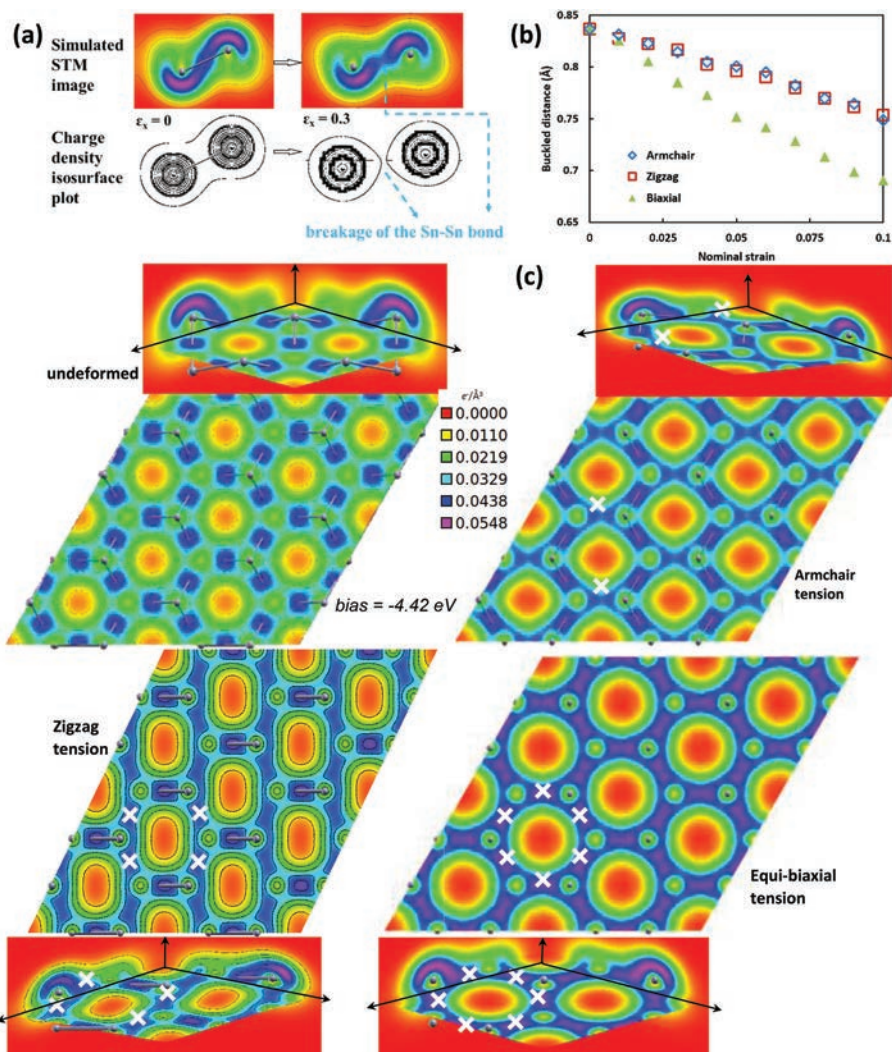 (a)
Simulated
STM
image
εx = 0
εx = 0.3
Charge
density
isosurface
plot
breakage of the Sn-Sn bond
(b)
Buckled distance (Å)
0.85
0.8
0.75
0.7
0.65
Armchair
Zigzag
Biaxial
0
0.025
0.05
0.075
0.1
Nominal strain
(c)
undeformed
e/Å³
0.0000
0.0110
0.0219
0.0329
0.0438
0.0548
bias = -4.42 eV
Armchair
tension
Zigzag
tension
Equi-biaxial
tension